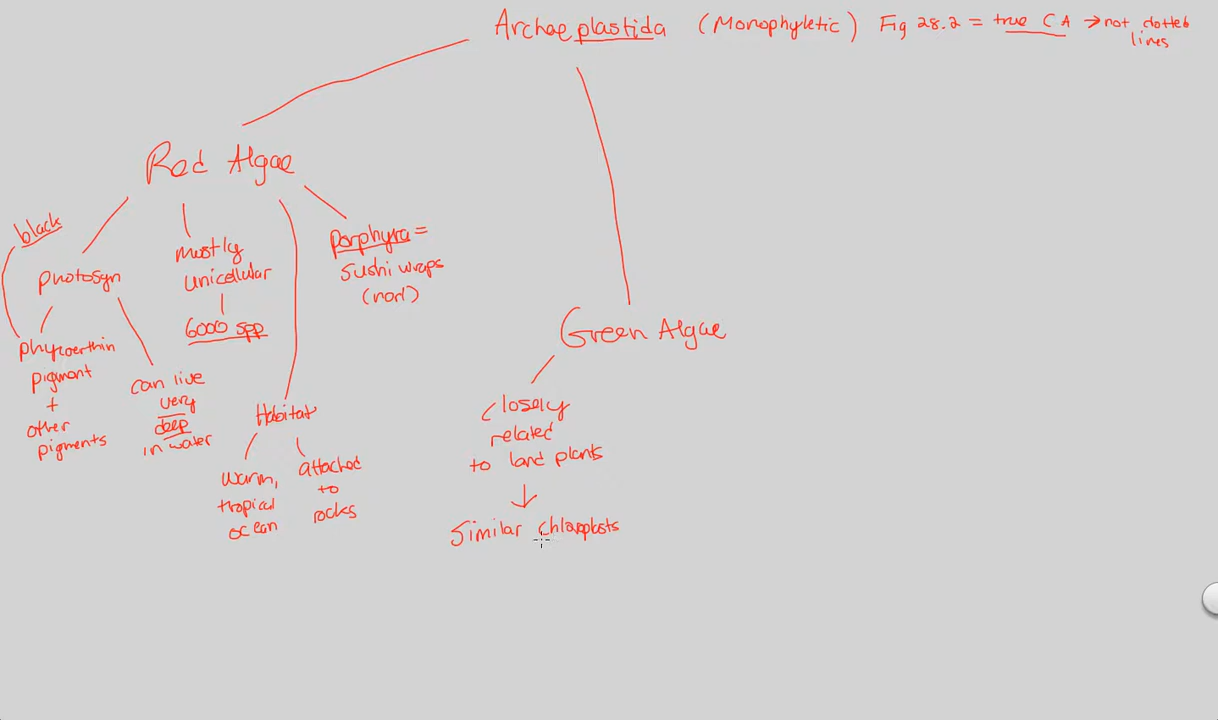 Archaeplastida (Monophyletic) Fig 28.2 = true CA → not dotted
lines
Red Algae
black
photosyn
phycoerthin
pigment
+
other
pigments
can live
very
deep
in water
mostly
unicellular
6000 spp
Habitat
warm,
tropical
ocean
attached
to
rocks
porphyra =
sushi wraps
(nori)
Green Algae
closely
related
to land plants
↓
Similar chloroplasts